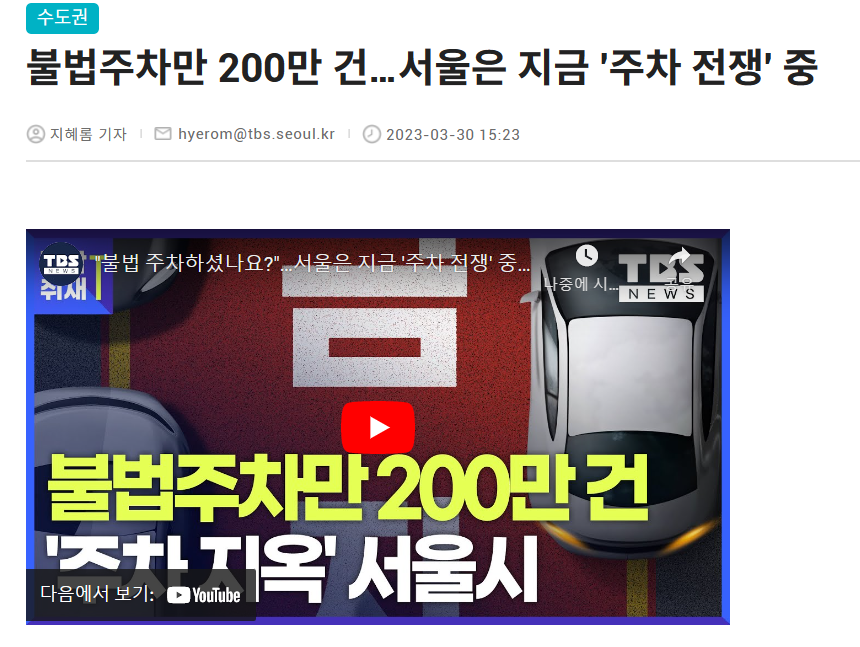 수도권
불법주차만 200만 건...서울은 지금 '주차 전쟁' 중
지혜롬 기자
hyerom@tbs.seoul.kr
2023-03-30 15:23
TBS
NEWS
"불법 주차하셨나요?"...서울은 지금 '주차 전쟁' 중...
나중에 시...
공유
TBS
NEWS
취재
금
불법주차만 200만 건
'주차 지옥' 서울시
지
다음에서 보기: YouTube